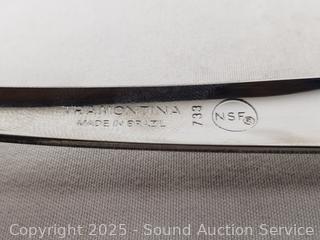 TRAMONTINA
MADE IN BRAZIL
733
NSF
Copyright 2025 - Sound Auction Service